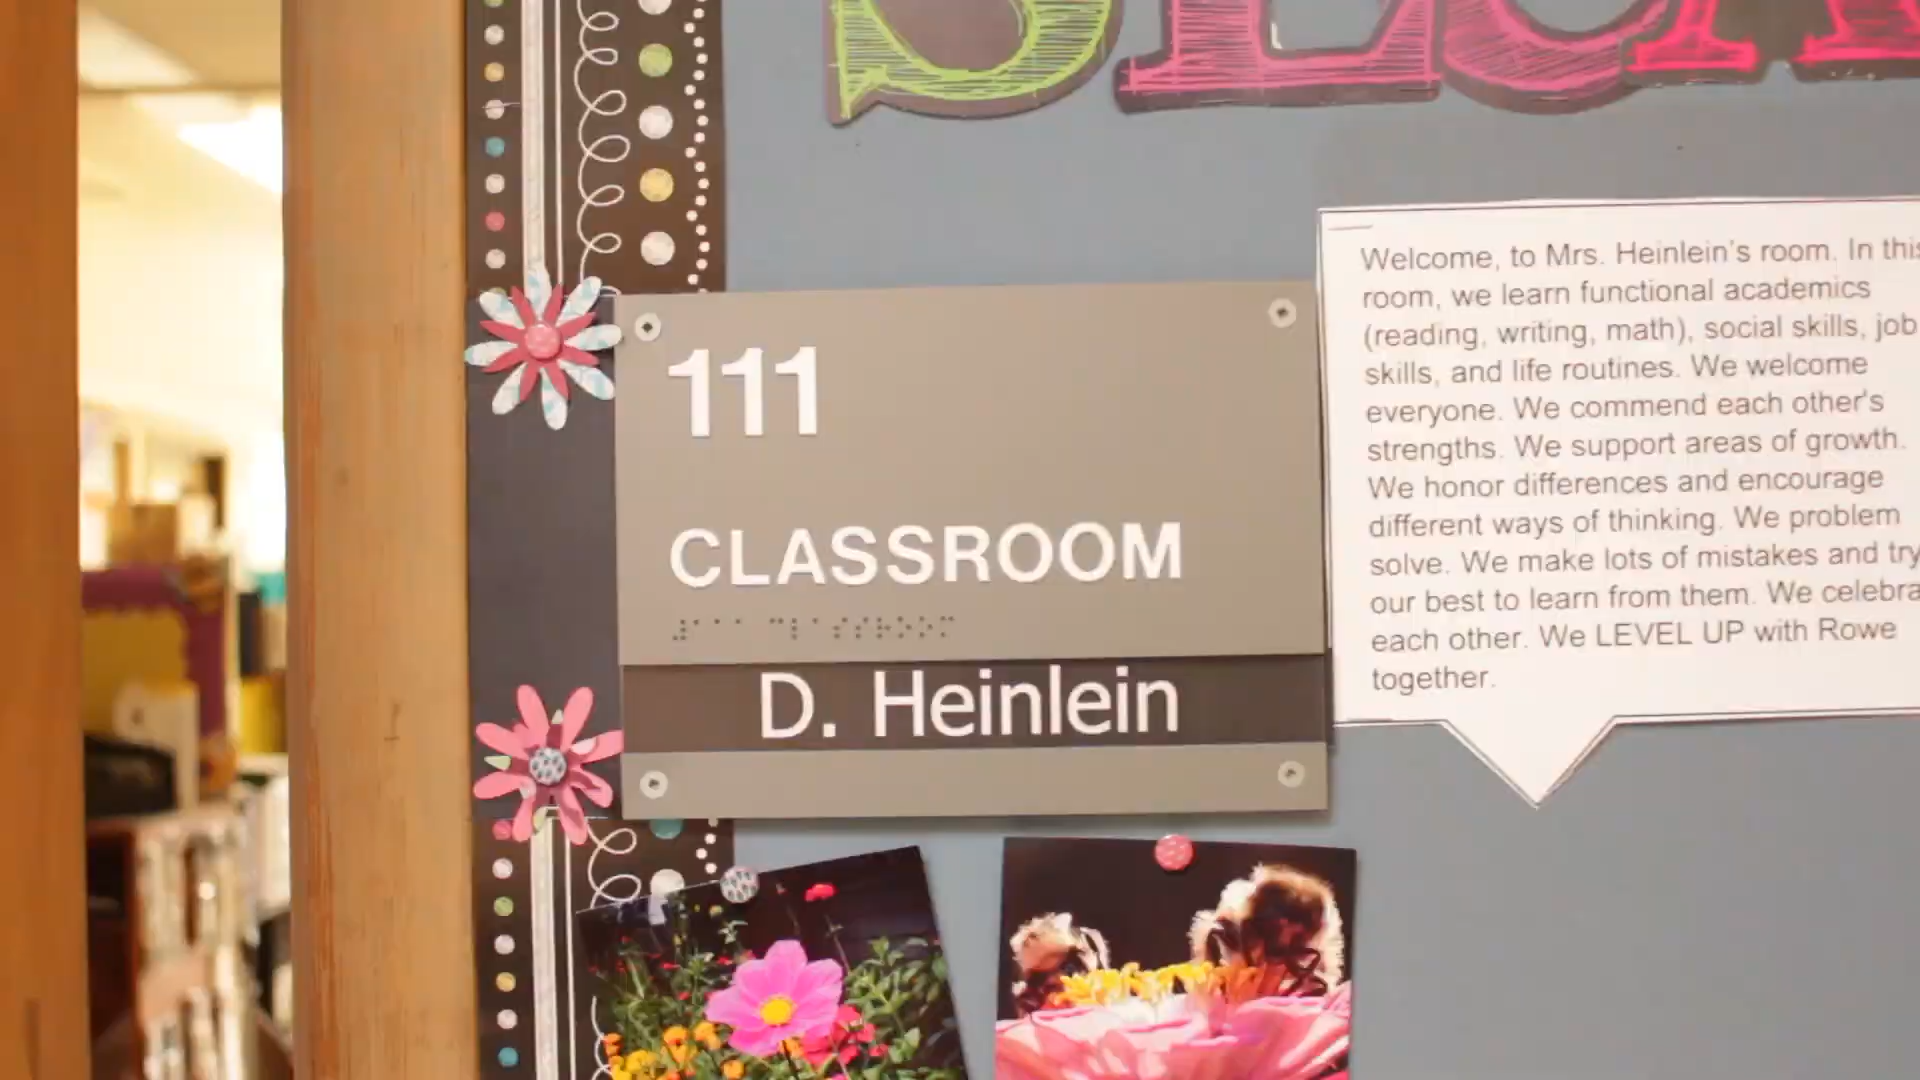 111
CLASSROOM
D. Heinlein
Welcome, to Mrs. Heinlein's room. In this
room, we learn functional academics
(reading, writing, math), social skills, job
skills, and life routines. We welcome
everyone. We commend each other's
strengths. We support areas of growth.
We honor differences and encourage
different ways of thinking. We problem
solve. We make lots of mistakes and try
our best to learn from them. We celebra
each other. We LEVEL UP with Rowe
together.